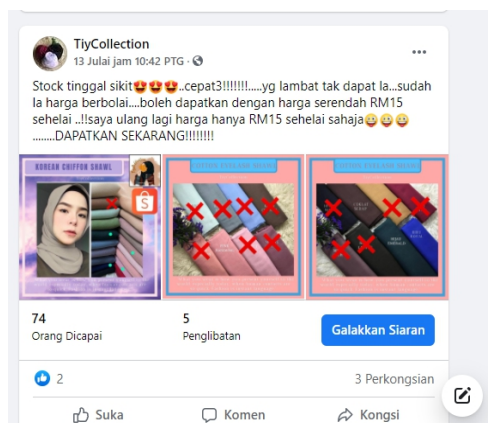 TiyCollection
13 Julai jam 10:42 PTG ·
Stock tinggal sikit😍😍😍..cepat3!!!!!!!.....yg lambat tak dapat la...sudah
la harga berbolai....boleh dapatkan dengan harga serendah RM15
sehelai ..!!saya ulang lagi harga hanya RM15 sehelai sahaja😀😀😀
........DAPATKAN SEKARANG!!!!!!!!
KOREAN CHIFFON SHAWL
S
74
5
Orang Dicapai
Penglibatan
Galakkan Siaran
2
3 Perkongsian
Suka
Komen
Kongsi